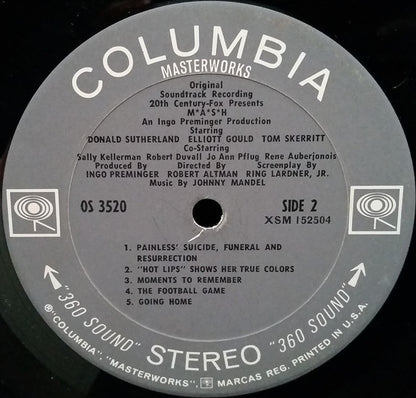 COLUMBIA
MASTERWORKS
Original
Soundtrack Recording
20th Century-Fox Presents
M*A*S*H
An Ingo Preminger Production
Starring
DONALD SUTHERLAND ELLIOTT GOULD TOM SKERRITT
Co-Starring
Sally Kellerman Robert Duvall Jo Ann Pflug Rene Auberjonois
Produced By Directed By Screenplay By
INGO PREMINGER ROBERT ALTMAN RING LARDNER, JR.
Music By JOHNNY MANDEL
OS 3520
SIDE 2
XSM 152504
1. PAINLESS' SUICIDE, FUNERAL AND
RESURRECTION
2. "HOT LIPS" SHOWS HER TRUE COLORS
3. MOMENTS TO REMEMBER
4. THE FOOTBALL GAME
5. GOING HOME
"360 SOUND" STEREO "360 SOUND"
® "COLUMBIA", "MASTERWORKS", MARCAS REG. PRINTED IN U.S.A.